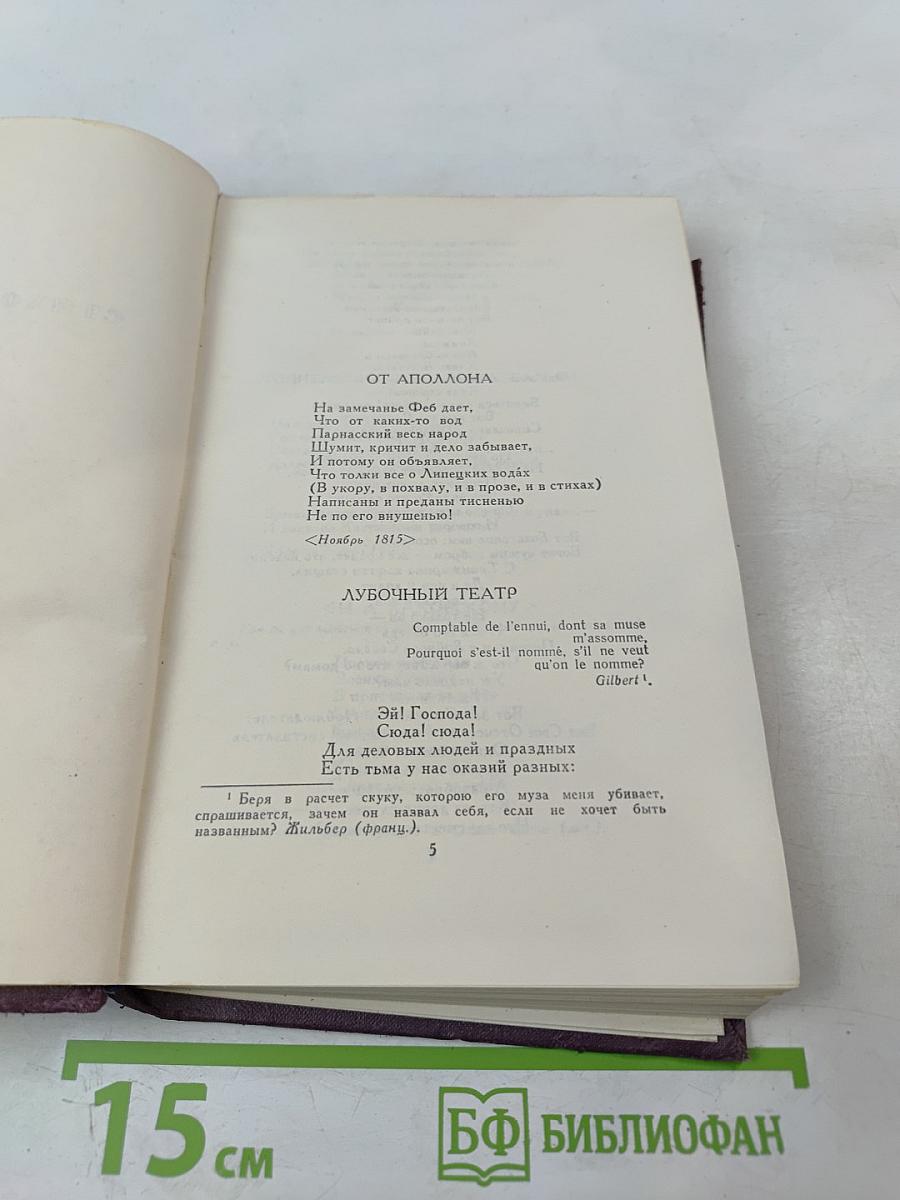 ОТ АПОЛЛОНА
На замечанье Феб дает,
Что от каких-то вод
Парнасский весь народ
Шумит, кричит и дело забывает,
И потому он объявляет,
Что толки все о Липецких вода́х
(В укору, в похвалу, и в прозе, и в стихах)
Написаны и преданы тисненью
Не по его внушенью!
<Ноябрь 1815>
ЛУБОЧНЫЙ ТЕАТР
Comptable de l'ennui, dont sa muse
m'assomme,
Pourquoi s'est-il nommé, s'il ne veut
qu'on le nomme?
Gilbert ¹.
Эй! Господа!
Сюда! сюда!
Для деловых людей и праздных
Есть тьма у нас оказий разных:
¹ Беря в расчет скуку, которою его муза меня убивает,
спрашивается, зачем он назвал себя, если не хочет быть
названным? Жильбер (франц.).
5
15 см
БФ БИБЛИОФАН